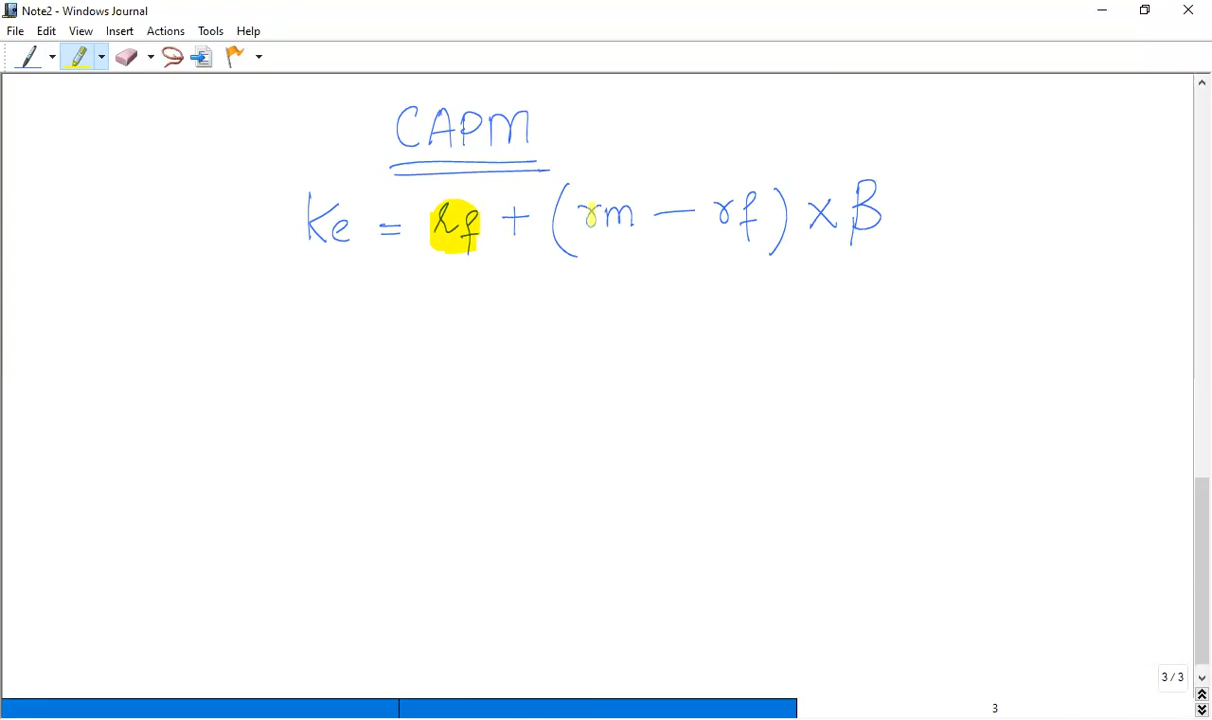 Note2 - Windows Journal
File Edit View Insert Actions Tools Help
CAPM
Ke = rf + (rm - rf) × β
3 / 3
3